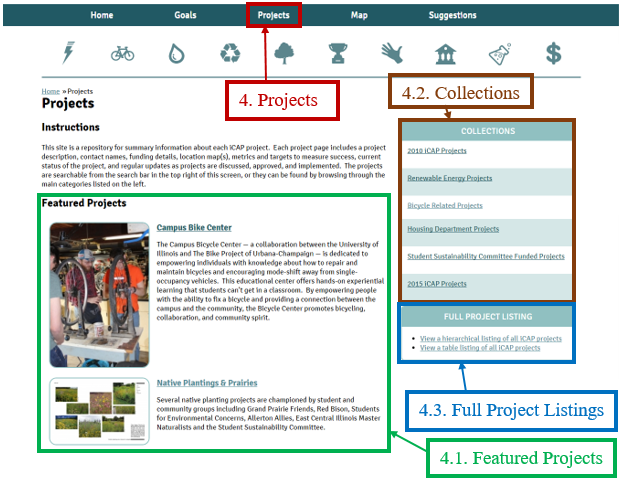 Home Goals Projects Map Suggestions
4. Projects
4.2. Collections
Home » Projects
Projects
Instructions
This site is a repository for summary information about each iCAP project. Each project page includes a project
description, contact names, funding details, location map(s), metrics and targets to measure success, current
status of the project, and regular updates as projects are discussed, approved, and implemented. The projects
are searchable from the search bar in the top right of this screen, or they can be found by browsing through the
main categories listed on the left.
Featured Projects
Campus Bike Center
The Campus Bicycle Center — a collaboration between the University of
Illinois and The Bike Project of Urbana-Champaign — is dedicated to
empowering individuals with knowledge about how to repair and
maintain bicycles and encouraging mode-shift away from single-
occupancy vehicles. This educational center offers hands-on experiential
learning that students can't get in a classroom. By empowering people
with the ability to fix a bicycle and providing a connection between the
campus and the community, the Bicycle Center promotes bicycling,
collaboration, and community spirit.
Native Plantings & Prairies
Several native planting projects are championed by student and
community groups including Grand Prairie Friends, Red Bison, Students
for Environmental Concerns, Allerton Allies, East Central Illinois Master
Naturalists and the Student Sustainability Committee.
COLLECTIONS
2010 iCAP Projects
Renewable Energy Projects
Bicycle Related Projects
Housing Department Projects
Student Sustainability Committee Funded Projects
2015 iCAP Projects
FULL PROJECT LISTING
View a hierarchical listing of all iCAP projects
View a table listing of all iCAP projects
4.3. Full Project Listings
4.1. Featured Projects